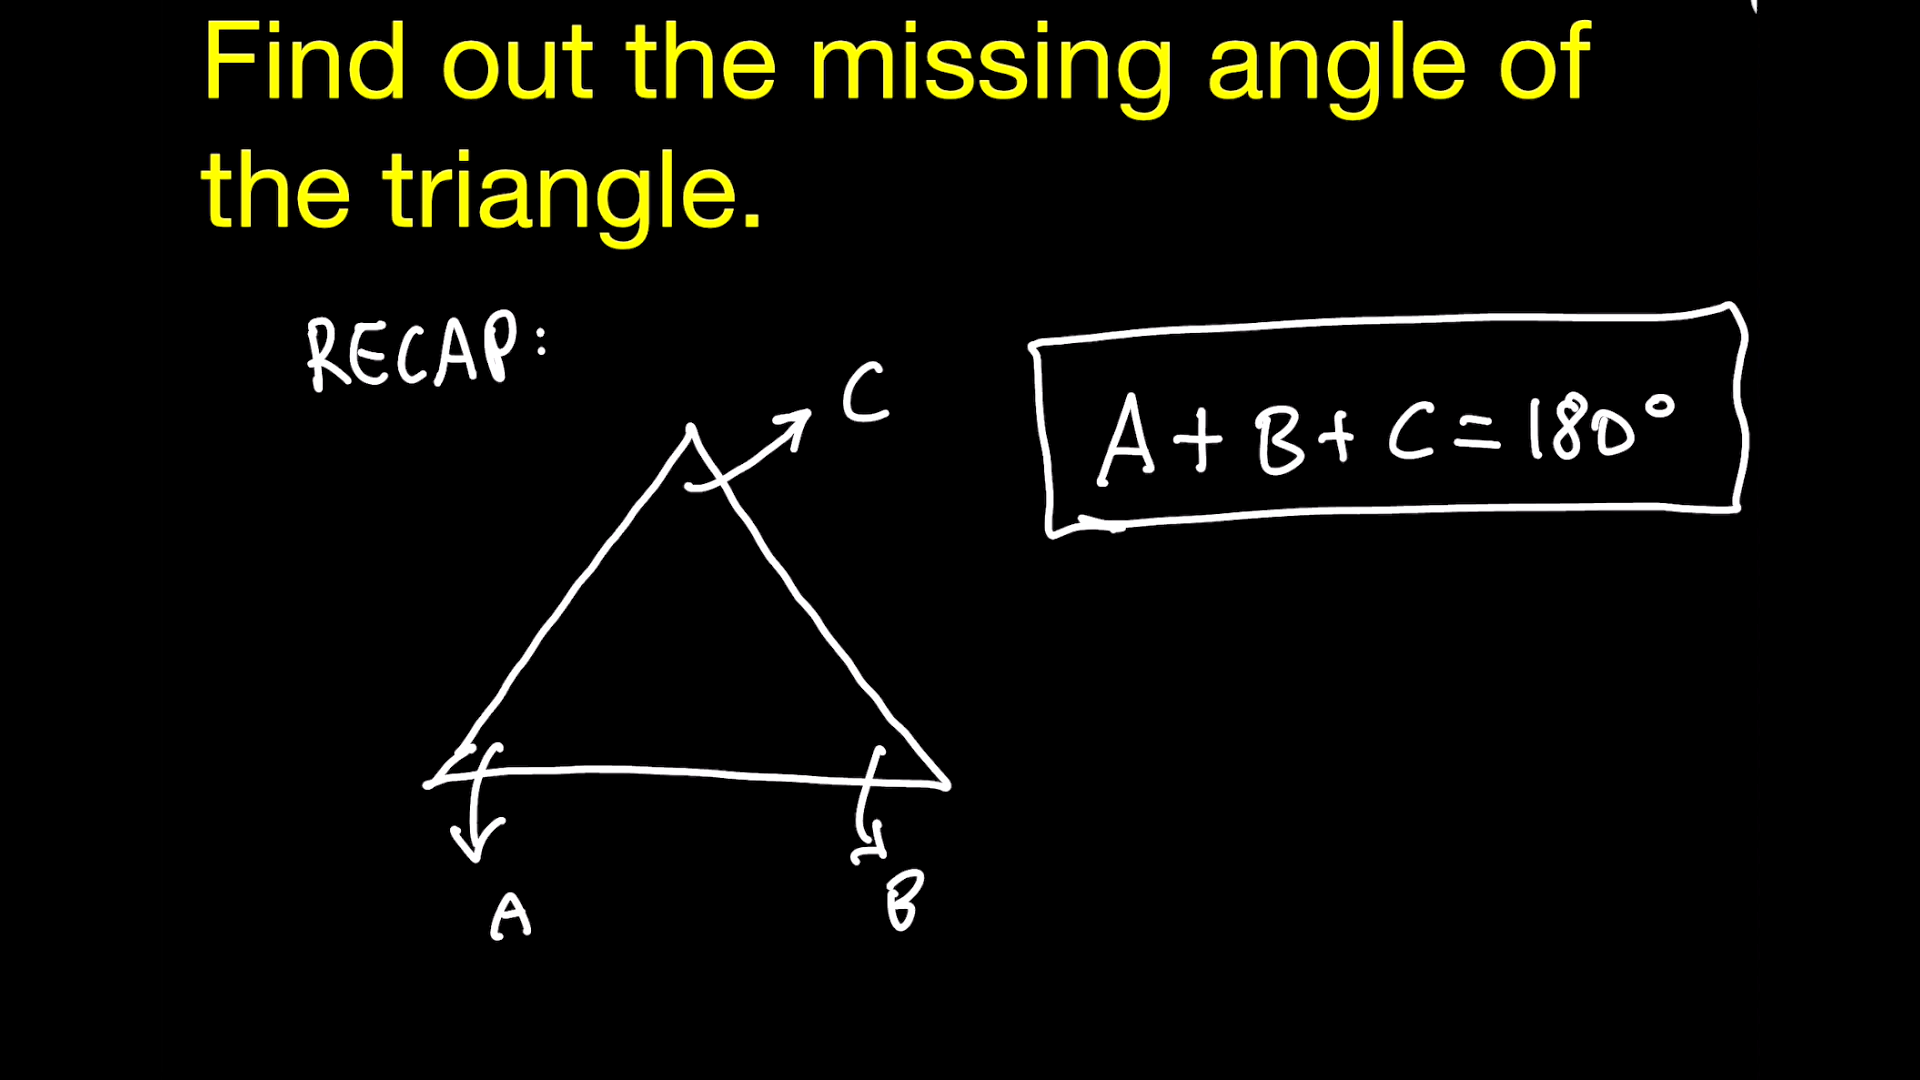 Find out the missing angle of
the triangle.
RECAP:
C
A+B+C=180°
A
B